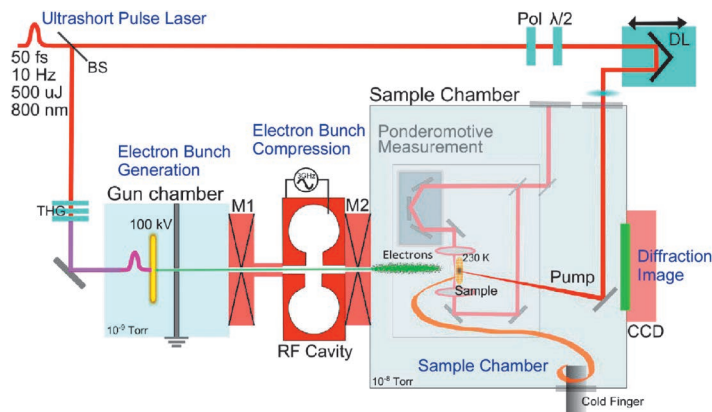 Ultrashort Pulse Laser
50 fs
10 Hz
500 uJ
800 nm
BS
Pol λ/2
DL
Sample Chamber
Ponderomotive
Measurement
Electron Bunch
Compression
3GHz
Electron Bunch
Generation
Gun chamber
THG
100 kV
M1
M2
Electrons
230 K
Sample
Pump
Diffraction
Image
CCD
RF Cavity
10⁻⁹ Torr
Sample Chamber
10⁻⁸ Torr
Cold Finger